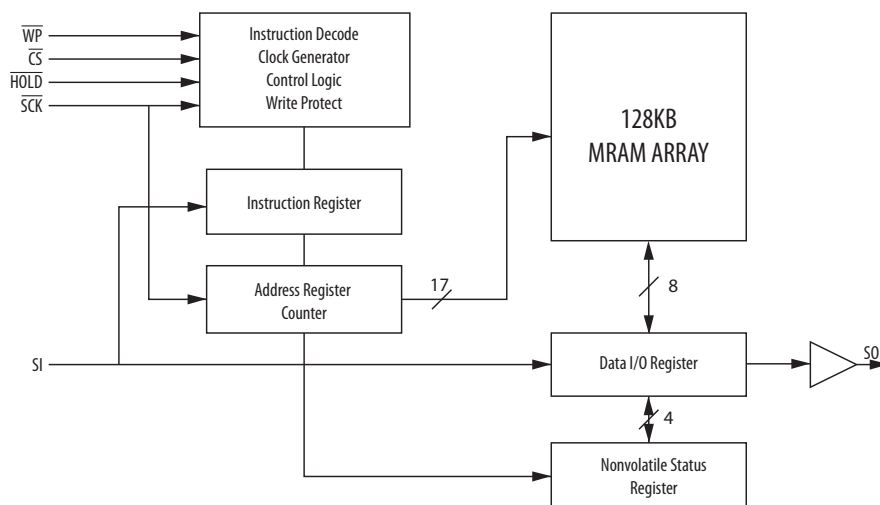 WP
CS
HOLD
SCK
Instruction Decode
Clock Generator
Control Logic
Write Protect
128KB
MRAM ARRAY
Instruction Register
Address Register
Counter
17
8
SI
Data I/O Register
SO
4
Nonvolatile Status
Register